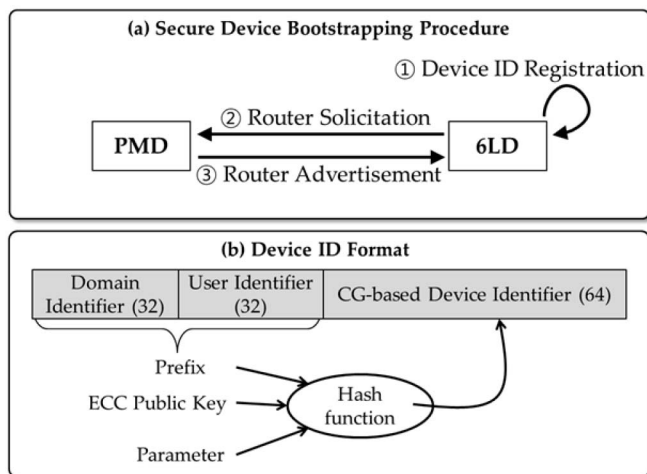 (a) Secure Device Bootstrapping Procedure
① Device ID Registration
② Router Solicitation
PMD
6LD
③ Router Advertisement
(b) Device ID Format
Domain
Identifier (32)
User Identifier
(32)
CG-based Device Identifier (64)
Prefix
ECC Public Key
Parameter
Hash
function